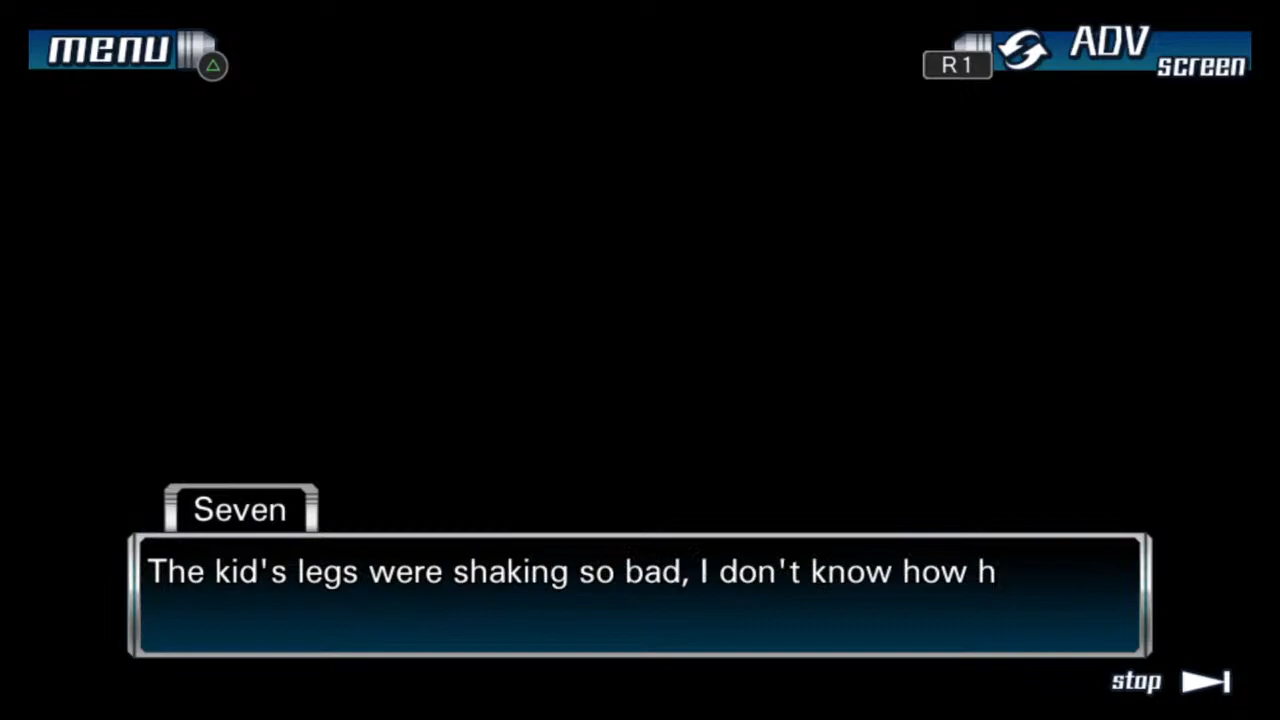 menu
R1
ADV
screen
Seven
The kid's legs were shaking so bad, I don't know how h
stop